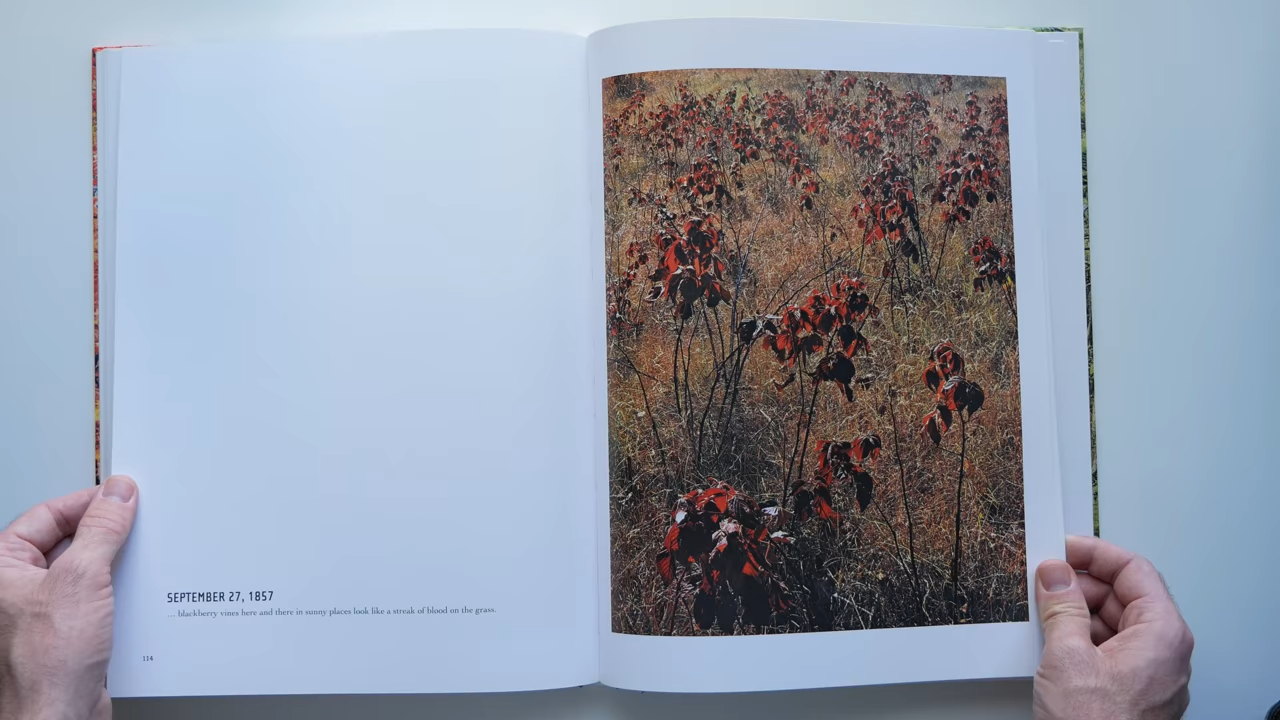 SEPTEMBER 27, 1857
... blackberry vines here and there in sunny places look like a streak of blood on the grass.
114